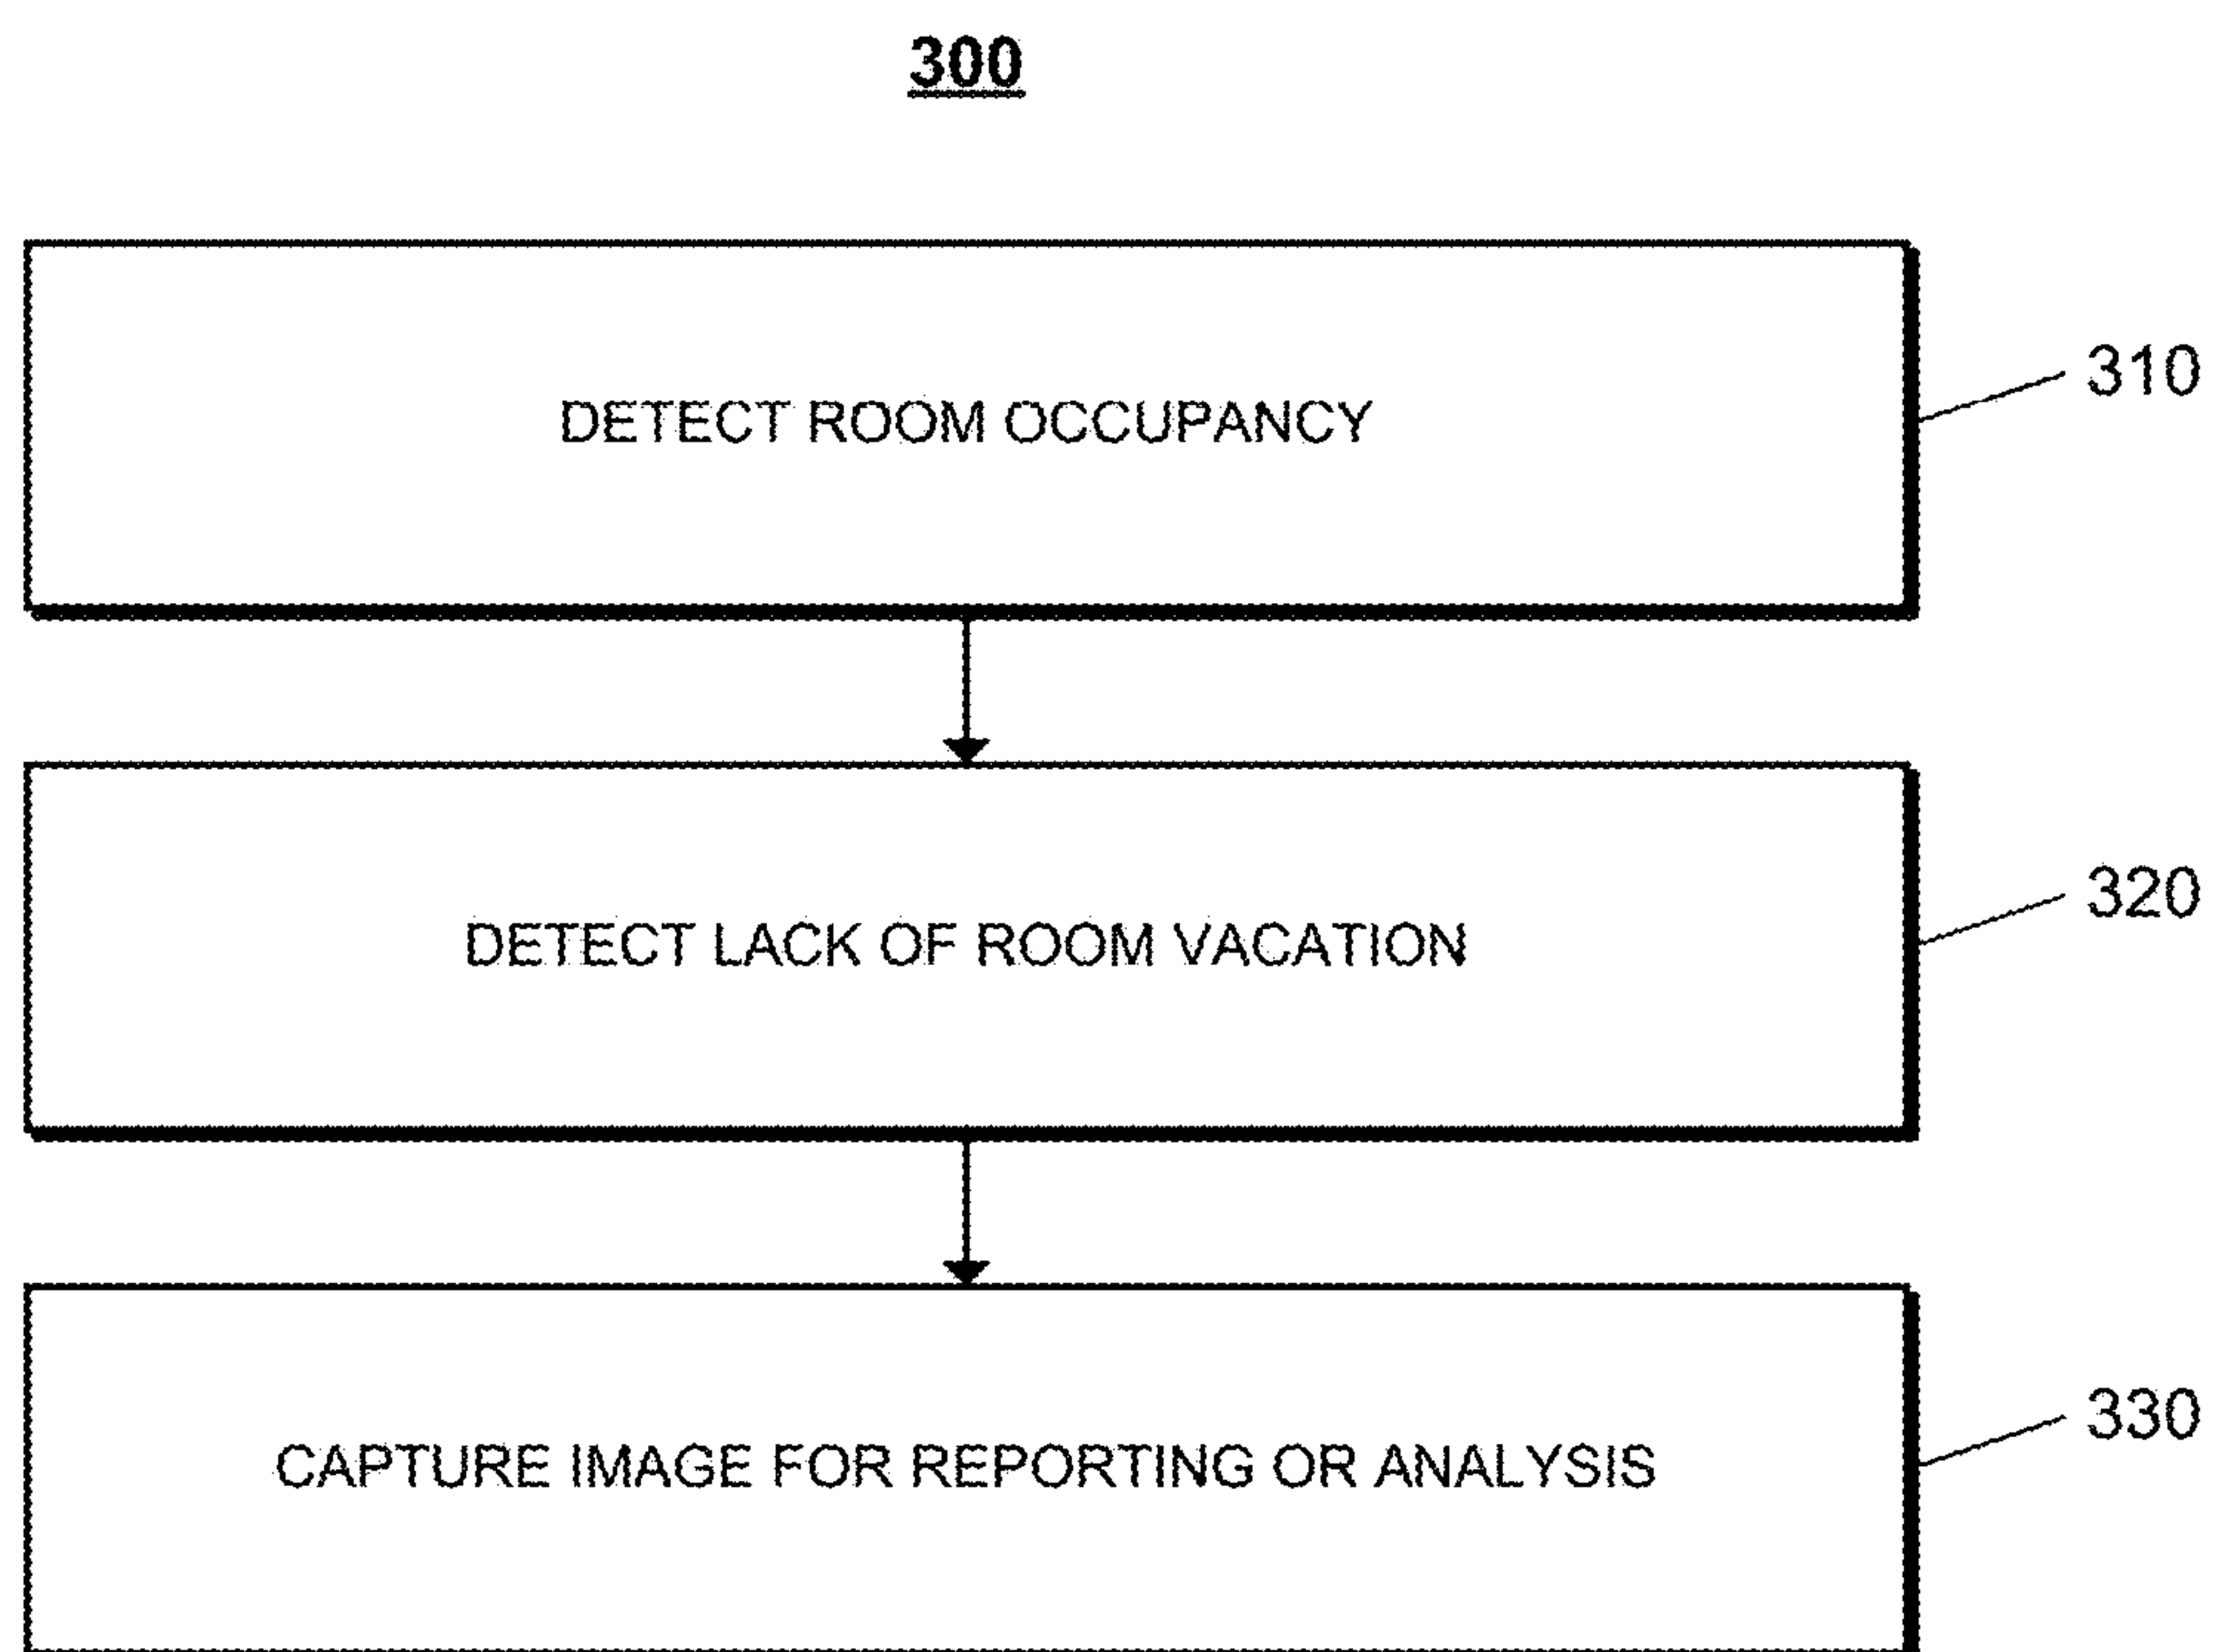 300
DETECT ROOM OCCUPANCY
310
DETECT LACK OF ROOM VACATION
320
CAPTURE IMAGE FOR REPORTING OR ANALYSIS
330